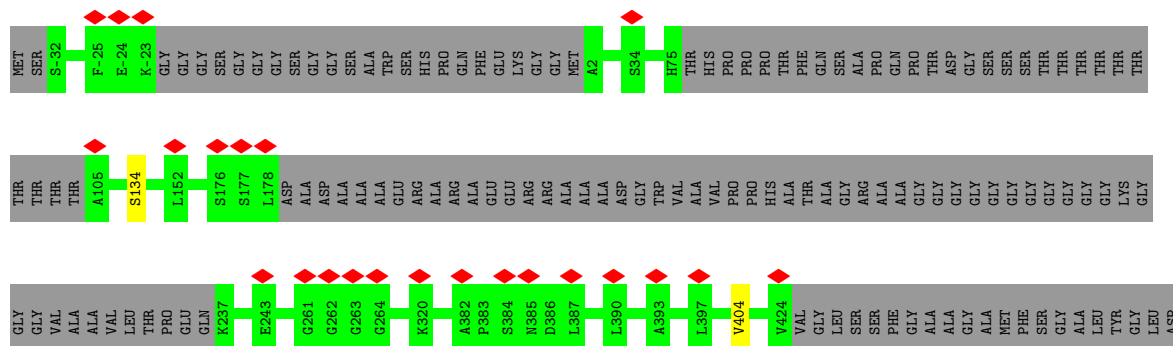 MET SER S-32 F-25 E-24 K-23 GLY GLY GLY SER GLY GLY GLY SER GLY GLY SER ALA TRP SER HIS PRO GLN PHE GLU LYS GLY GLY MET A2 S34 H75 THR HIS PRO PRO PRO THR PHE GLN SER ALA PRO GLN PRO THR ASP GLY SER SER SER THR THR THR THR THR THR THR
THR THR THR THR A105 S134 L152 S176 S177 L178 ASP ALA ASP ALA ALA ALA GLU ARG ALA ARG ALA GLU GLU ARG ARG ALA ALA ALA ASP GLY TRP VAL ALA VAL PRO PRO HIS ALA THR ALA GLY ARG ALA ALA GLY GLY GLY GLY GLY GLY GLY GLY GLY GLY LYS GLY
GLY GLY VAL ALA ALA VAL LEU THR PRO GLU GLN K237 E243 G261 G262 G263 G264 K320 A382 P383 S384 N385 D386 L387 L390 A393 L397 V404 V424 VAL GLY LEU SER SER PHE GLY ALA ALA GLY ALA MET PHE SER GLY ALA LEU TYR GLY LEU ASP